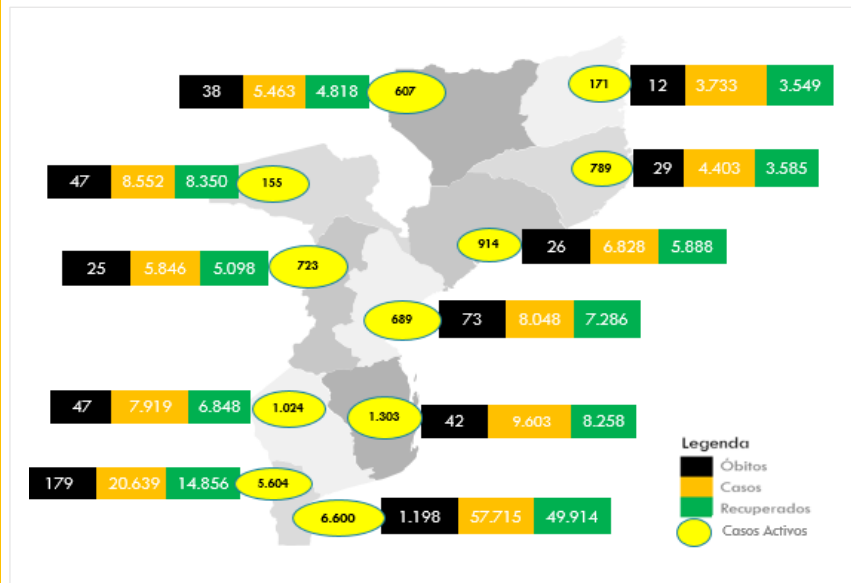 38 5.463 4.818 607
171 12 3.733 3.549
47 8.552 8.350 155
789 29 4.403 3.585
914 26 6.828 5.888
25 5.846 5.098 723
689 73 8.048 7.286
47 7.919 6.848 1.024
1.303 42 9.603 8.258
179 20.639 14.856 5.604
6.600 1.198 57.715 49.914
Legenda
Óbitos
Casos
Recuperados
Casos Activos